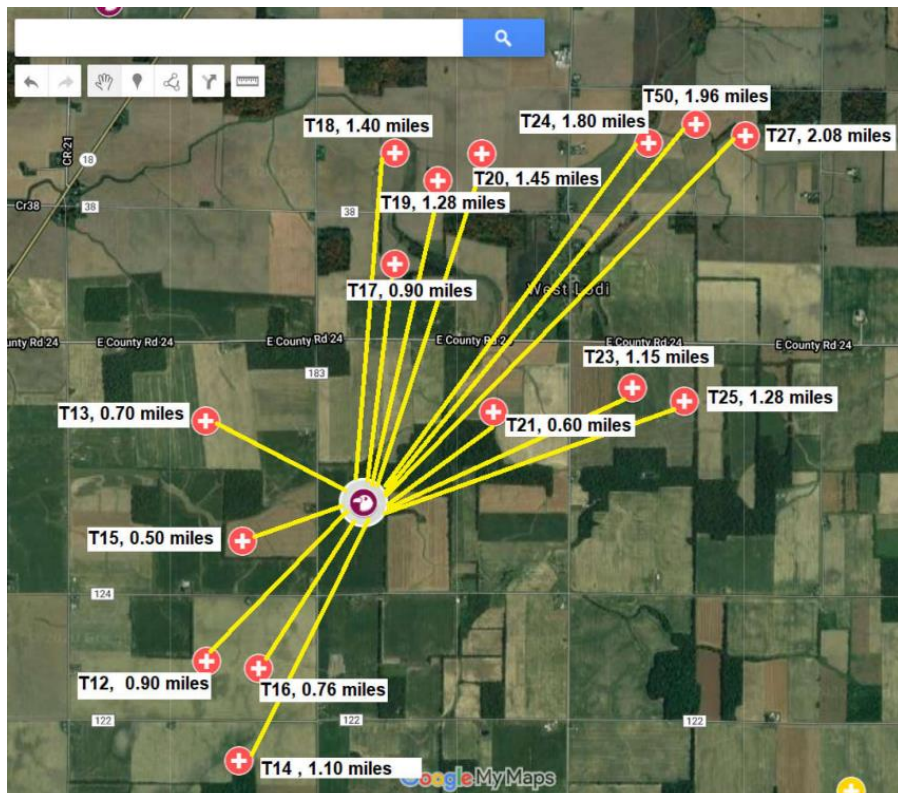 T50, 1.96 miles
T24, 1.80 miles
T18, 1.40 miles
T27, 2.08 miles
CR-21
18
T20, 1.45 miles
T19, 1.28 miles
Cr38
38
38
T17, 0.90 miles
West Lodi
ounty Rd 24
E County Rd 24
E County Rd 24
E County Rd 24
E County Rd 24
T23, 1.15 miles
183
T25, 1.28 miles
T13, 0.70 miles
T21, 0.60 miles
T15, 0.50 miles
124
T12, 0.90 miles
T16, 0.76 miles
122
122
122
T14 , 1.10 miles
Google My Maps